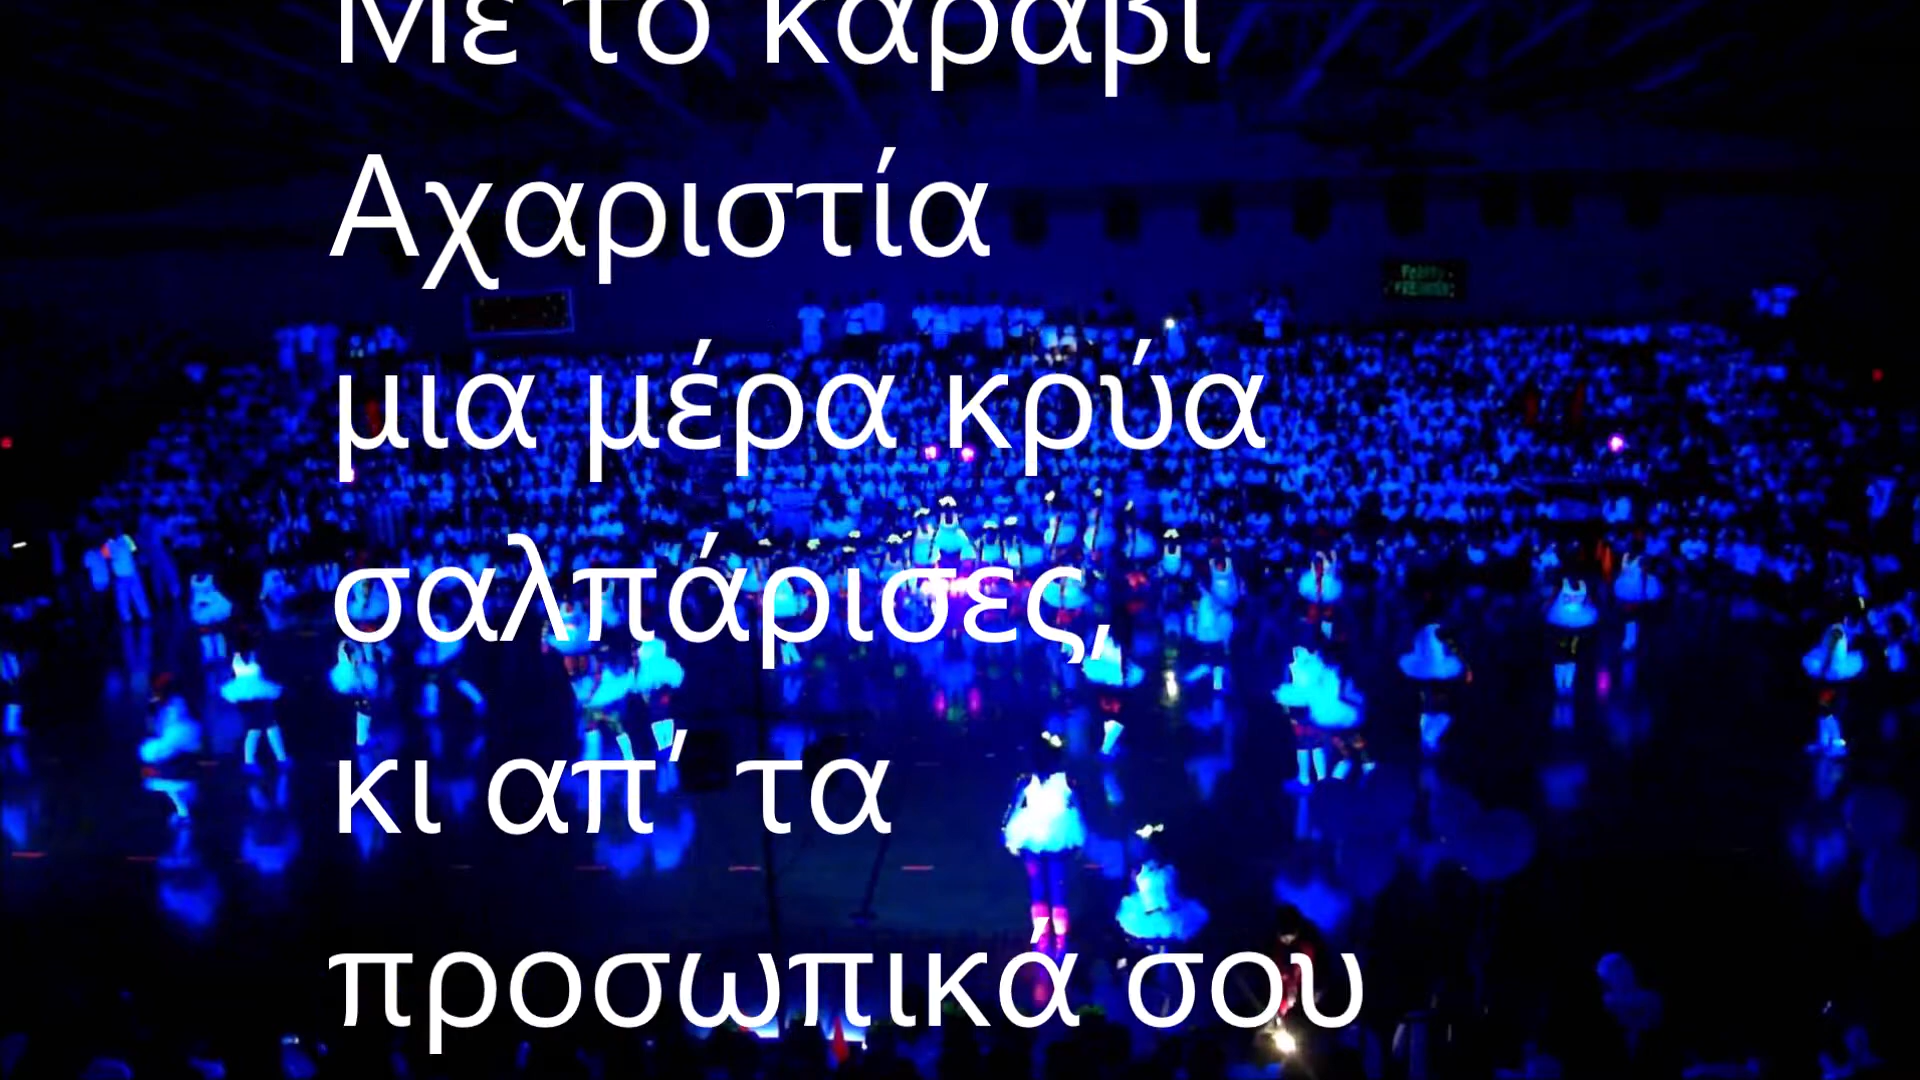 Με το καράβι
Αχαριστία
μια μέρα κρύα
σαλπάρισες,
κι απ’ τα
προσωπικά σου